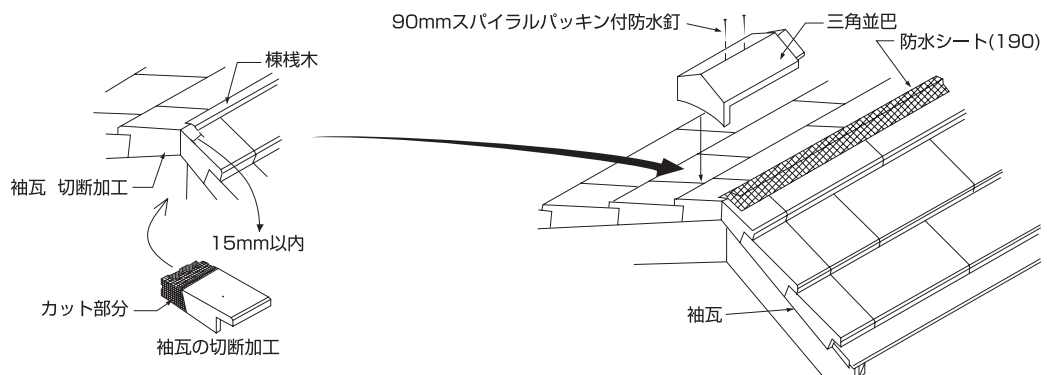 90mmスパイラルパッキン付防水釘
三角並巴
防水シート(190)
棟桟木
袖瓦 切断加工
15mm以内
カット部分
袖瓦の切断加工
袖瓦